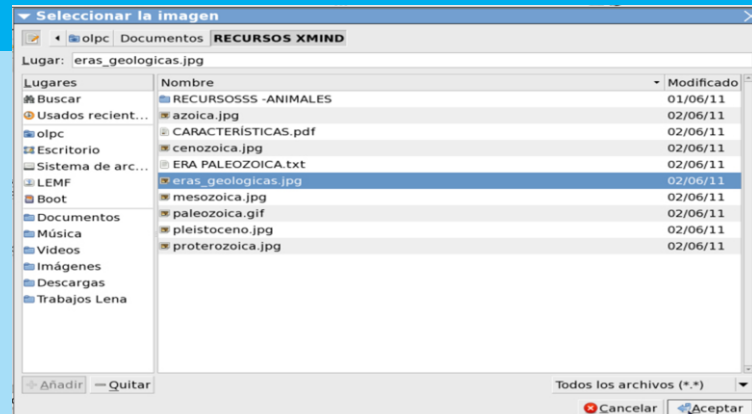 Seleccionar la imagen
olpc Documentos RECURSOS XMIND
Lugar: eras_geologicas.jpg
Lugares Nombre Modificado
Buscar RECURSOSSS -ANIMALES 01/06/11
Usados recient... azoica.jpg 02/06/11
olpc CARACTERÍSTICAS.pdf 02/06/11
Escritorio cenozoica.jpg 02/06/11
Sistema de arc... ERA PALEOZOICA.txt 02/06/11
LEMF eras_geologicas.jpg 02/06/11
Boot mesozoica.jpg 02/06/11
Documentos paleozoica.gif 02/06/11
Música pleistoceno.jpg 02/06/11
Videos proterozoica.jpg 02/06/11
Imágenes
Descargas
Trabajos Lena
Añadir Quitar Todos los archivos (*.*)
Cancelar Aceptar